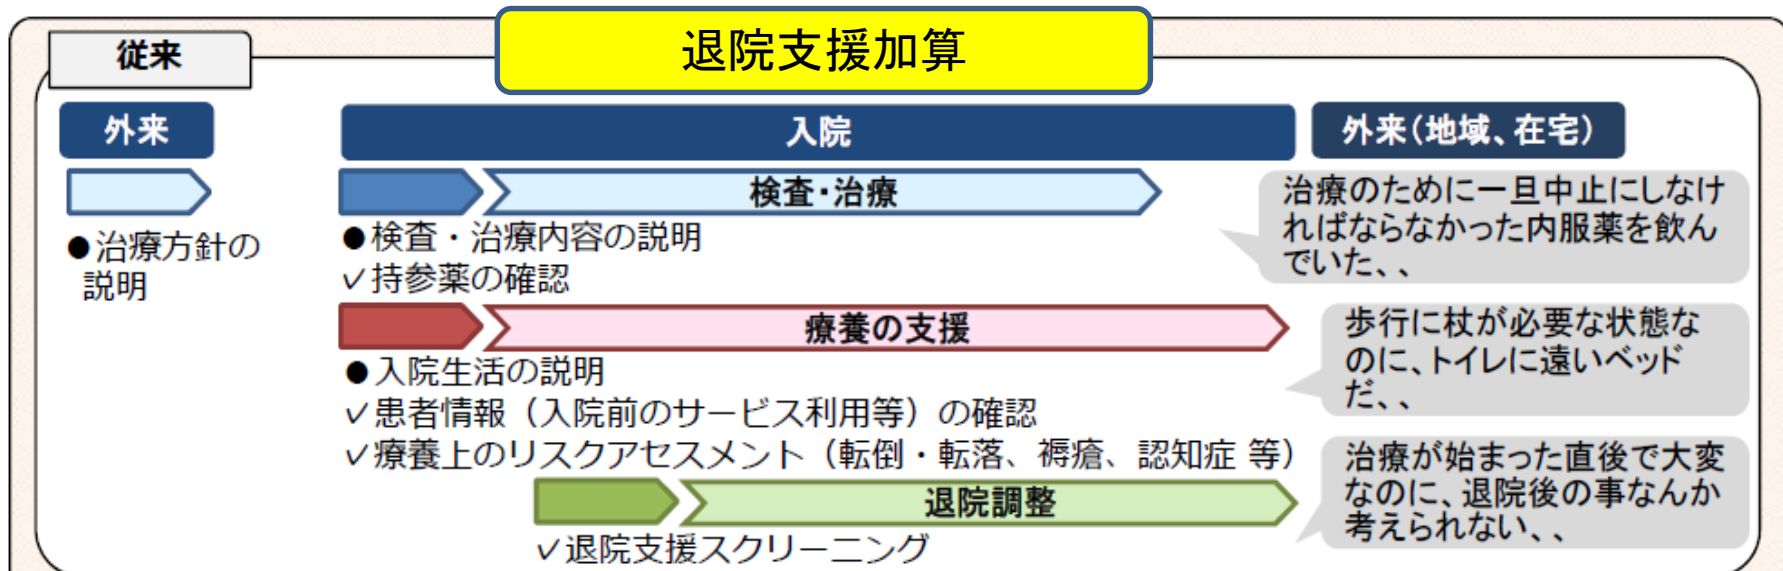 従来
退院支援加算
外来
入院
外来（地域、在宅）
検査・治療
●治療方針の
説明
●検査・治療内容の説明
✓持参薬の確認
治療のために一旦中止にしなけ
ればならなかった内服薬を飲ん
でいた、、
療養の支援
●入院生活の説明
✓患者情報（入院前のサービス利用等）の確認
✓療養上のリスクアセスメント（転倒・転落、褥瘡、認知症 等）
歩行に杖が必要な状態な
のに、トイレに遠いベッド
だ、、
退院調整
✓退院支援スクリーニング
治療が始まった直後で大変
なのに、退院後の事なんか
考えられない、、